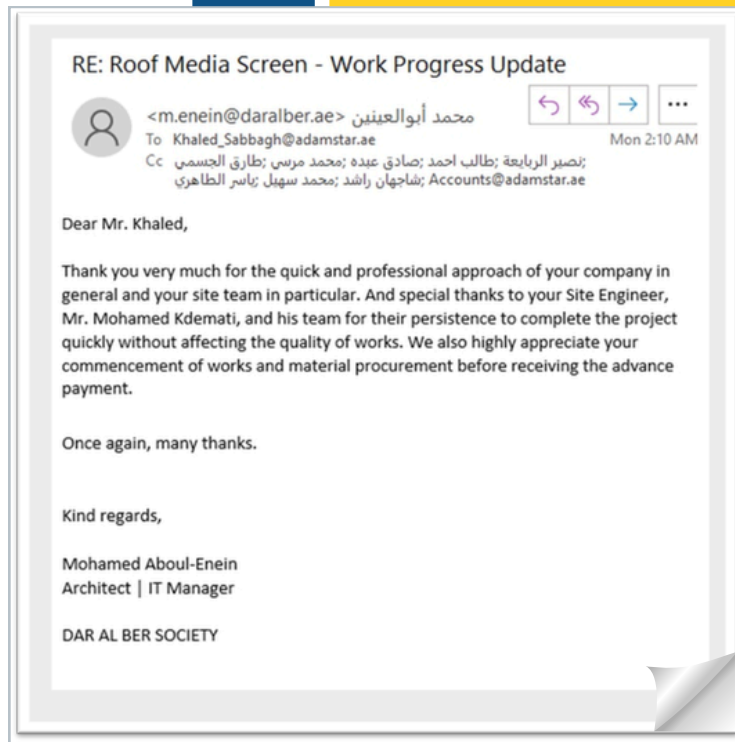 RE: Roof Media Screen - Work Progress Update
محمد أبوالعينين <m.enein@daralber.ae>
To Khaled_Sabbagh@adamstar.ae
Mon 2:10 AM
Cc نصير الربايعة; طالب احمد; صادق عبده; محمد مرسي; طارق الجسمي;
Accounts@adamstar.ae; شاجهان راشد; محمد سهيل; ياسر الطاهري
Dear Mr. Khaled,
Thank you very much for the quick and professional approach of your company in
general and your site team in particular. And special thanks to your Site Engineer,
Mr. Mohamed Kdemati, and his team for their persistence to complete the project
quickly without affecting the quality of works. We also highly appreciate your
commencement of works and material procurement before receiving the advance
payment.
Once again, many thanks.
Kind regards,
Mohamed Aboul-Enein
Architect | IT Manager
DAR AL BER SOCIETY